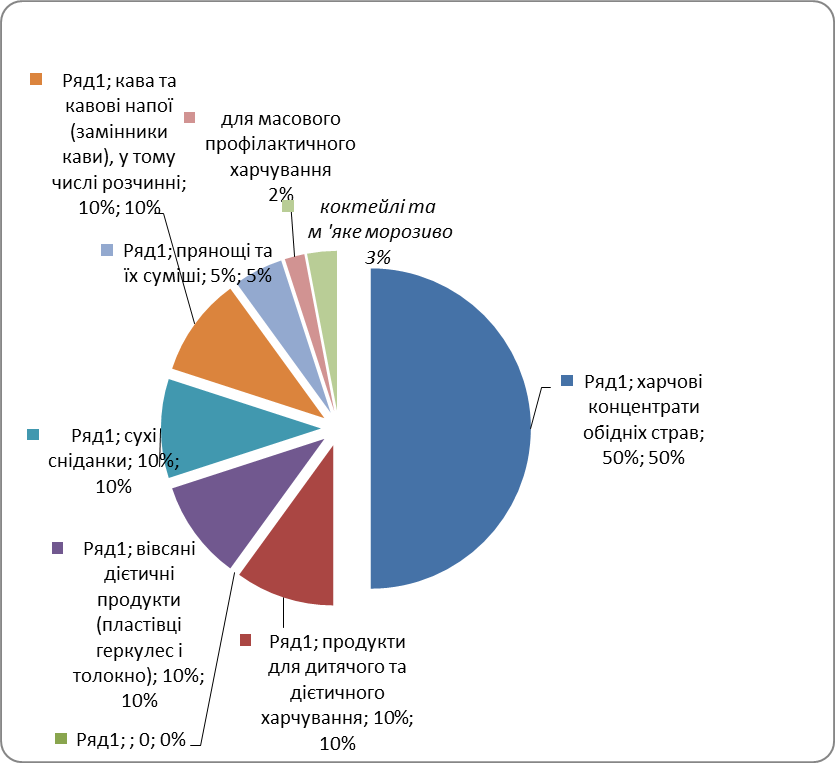 Ряд1; кава та
кавові напої
(замінники
кави), у тому
числі розчинні;
10%; 10%
для масового
профілактичного
харчування
2%
коктейлі та
м 'яке морозиво
3%
Ряд1; прянощі та
їх суміші; 5%; 5%
Ряд1; харчові
концентрати
обідніх страв;
50%; 50%
Ряд1; сухі
сніданки; 10%;
10%
Ряд1; вівсяні
дієтичні
продукти
(пластівці
геркулес і
толокно); 10%;
10%
Ряд1; продукти
для дитячого та
дієтичного
харчування; 10%;
10%
Ряд1; ; 0; 0%